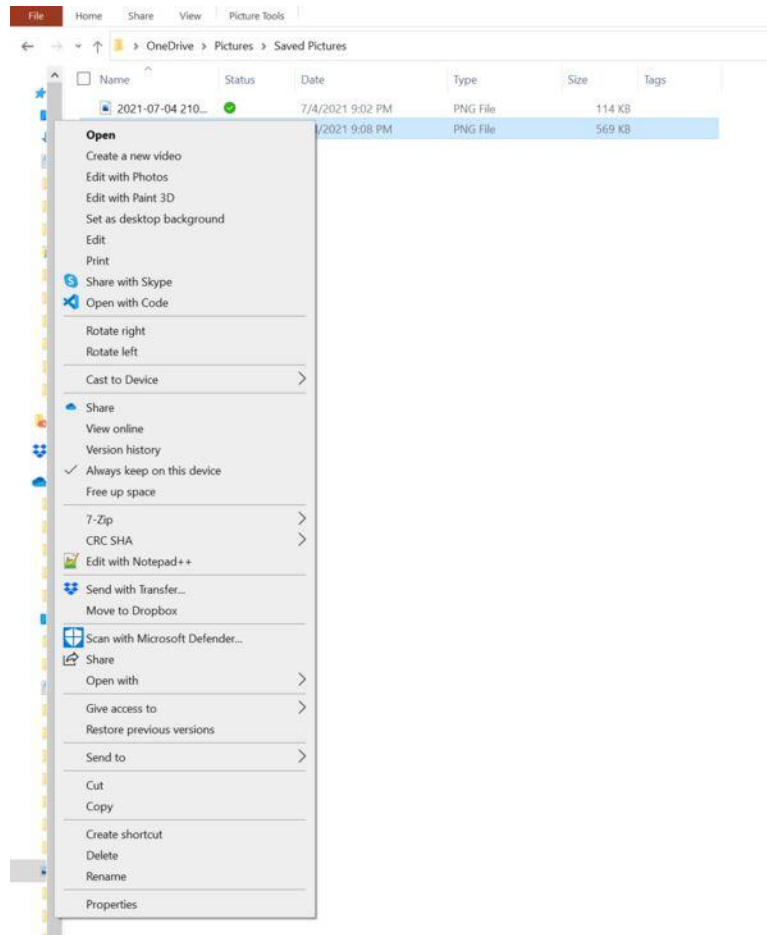 File Home Share View Picture Tools
OneDrive > Pictures > Saved Pictures
Name Status Date Type Size Tags
2021-07-04 210... 7/4/2021 9:02 PM PNG File 114 KB
/2021 9:08 PM PNG File 569 KB
Open
Create a new video
Edit with Photos
Edit with Paint 3D
Set as desktop background
Edit
Print
Share with Skype
Open with Code
Rotate right
Rotate left
Cast to Device
Share
View online
Version history
Always keep on this device
Free up space
7-Zip
CRC SHA
Edit with Notepad++
Send with Transfer...
Move to Dropbox
Scan with Microsoft Defender...
Share
Open with
Give access to
Restore previous versions
Send to
Cut
Copy
Create shortcut
Delete
Rename
Properties